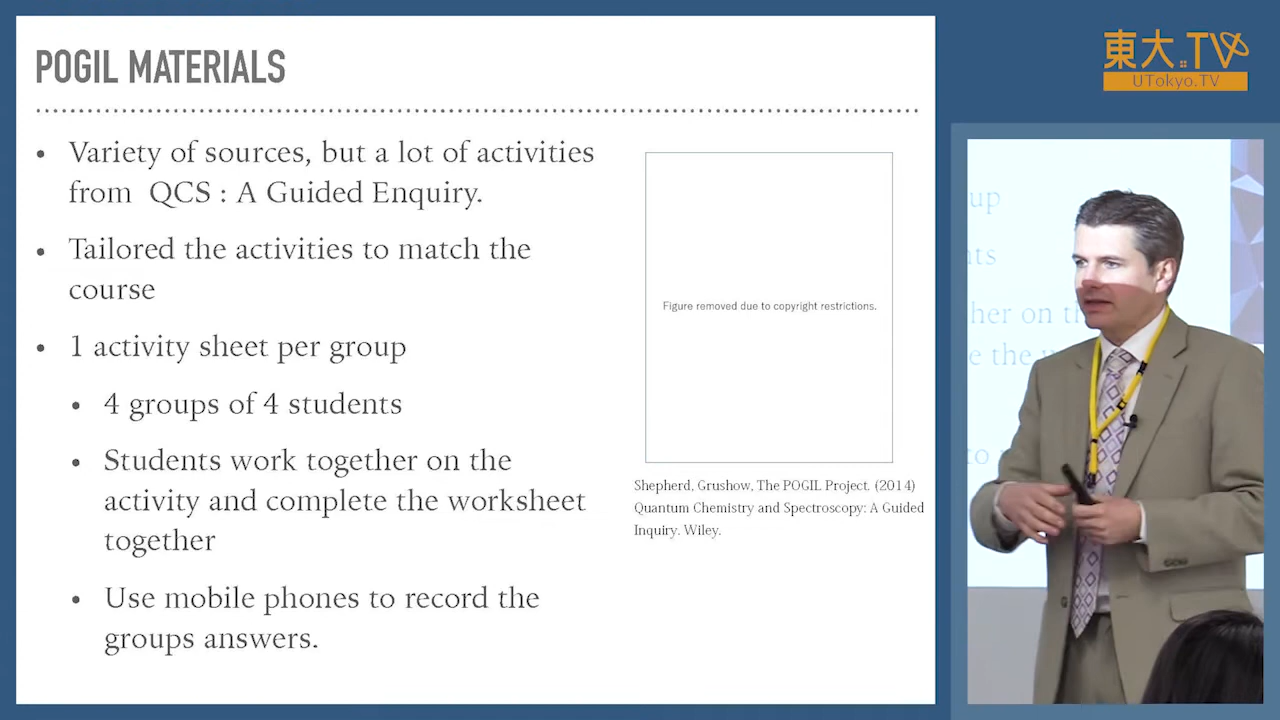 POGIL MATERIALS
• Variety of sources, but a lot of activities
from QCS : A Guided Enquiry.
• Tailored the activities to match the
course
• 1 activity sheet per group
• 4 groups of 4 students
• Students work together on the
activity and complete the worksheet
together
• Use mobile phones to record the
groups answers.
Figure removed due to copyright restrictions.
Shepherd, Grushow, The POGIL Project. (2014)
Quantum Chemistry and Spectroscopy: A Guided
Inquiry. Wiley.
東大.TV
UTokyo.TV
up
her on